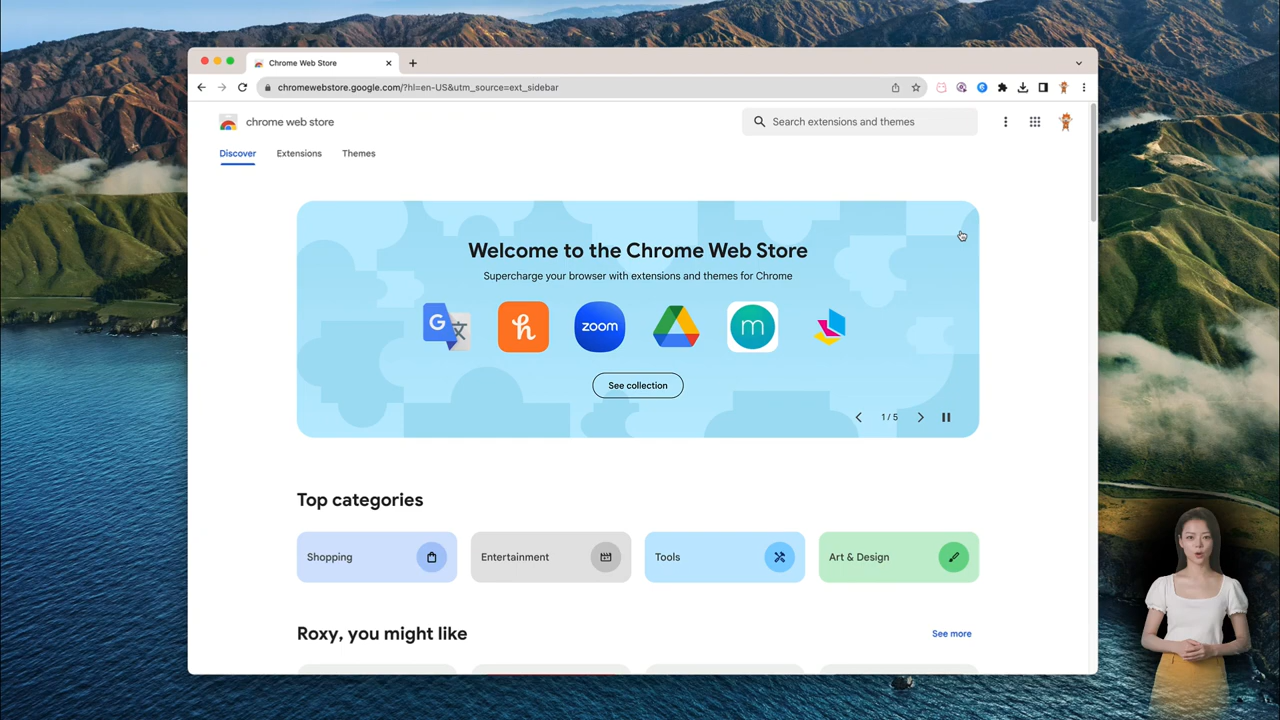 Chrome Web Store
chromewebstore.google.com/?hl=en-US&utm_source=ext_sidebar
chrome web store
Search extensions and themes
Discover Extensions Themes
Welcome to the Chrome Web Store
Supercharge your browser with extensions and themes for Chrome
G 文 h zoom m
See collection
1 / 5
Top categories
Shopping Entertainment Tools Art & Design
Roxy, you might like
See more